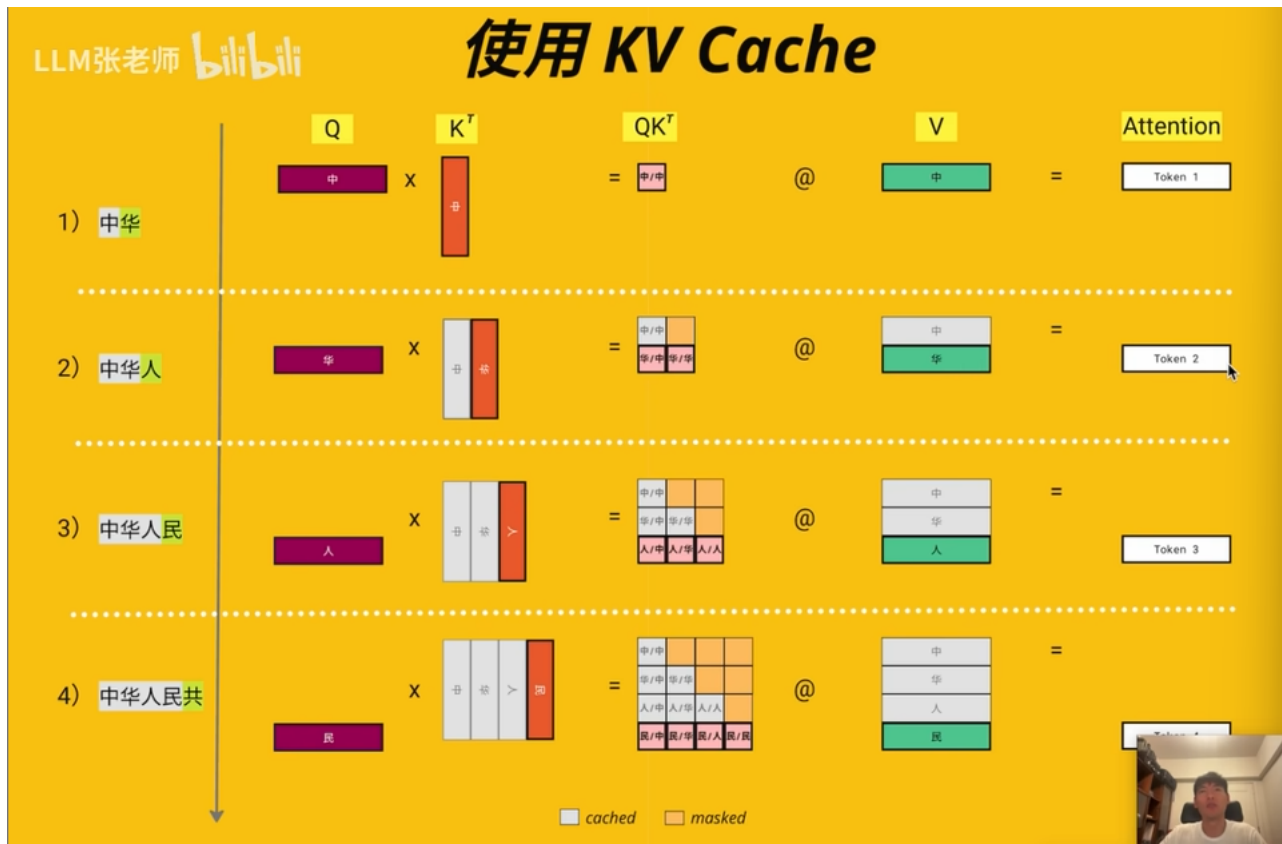 LLM张老师 bilibili
使用 KV Cache
Q K^T QK^T V Attention
中 x 中 = 中/中 @ 中 = Token 1
1) 中华
中/中 中 =
2) 中华人 华 x 中 华 = 华/中 华/华 @ 华 Token 2
中/中 中 =
3) 中华人民 x 中 华 人 = 华/中 华/华 @ 华
人 人/中 人/华 人/人 人 Token 3
中/中 中 =
华/中 华/华 华
4) 中华人民共 x 中 华 人 民 = 人/中 人/华 人/人 @ 人
民 民/中 民/华 民/人 民/民 民
cached masked